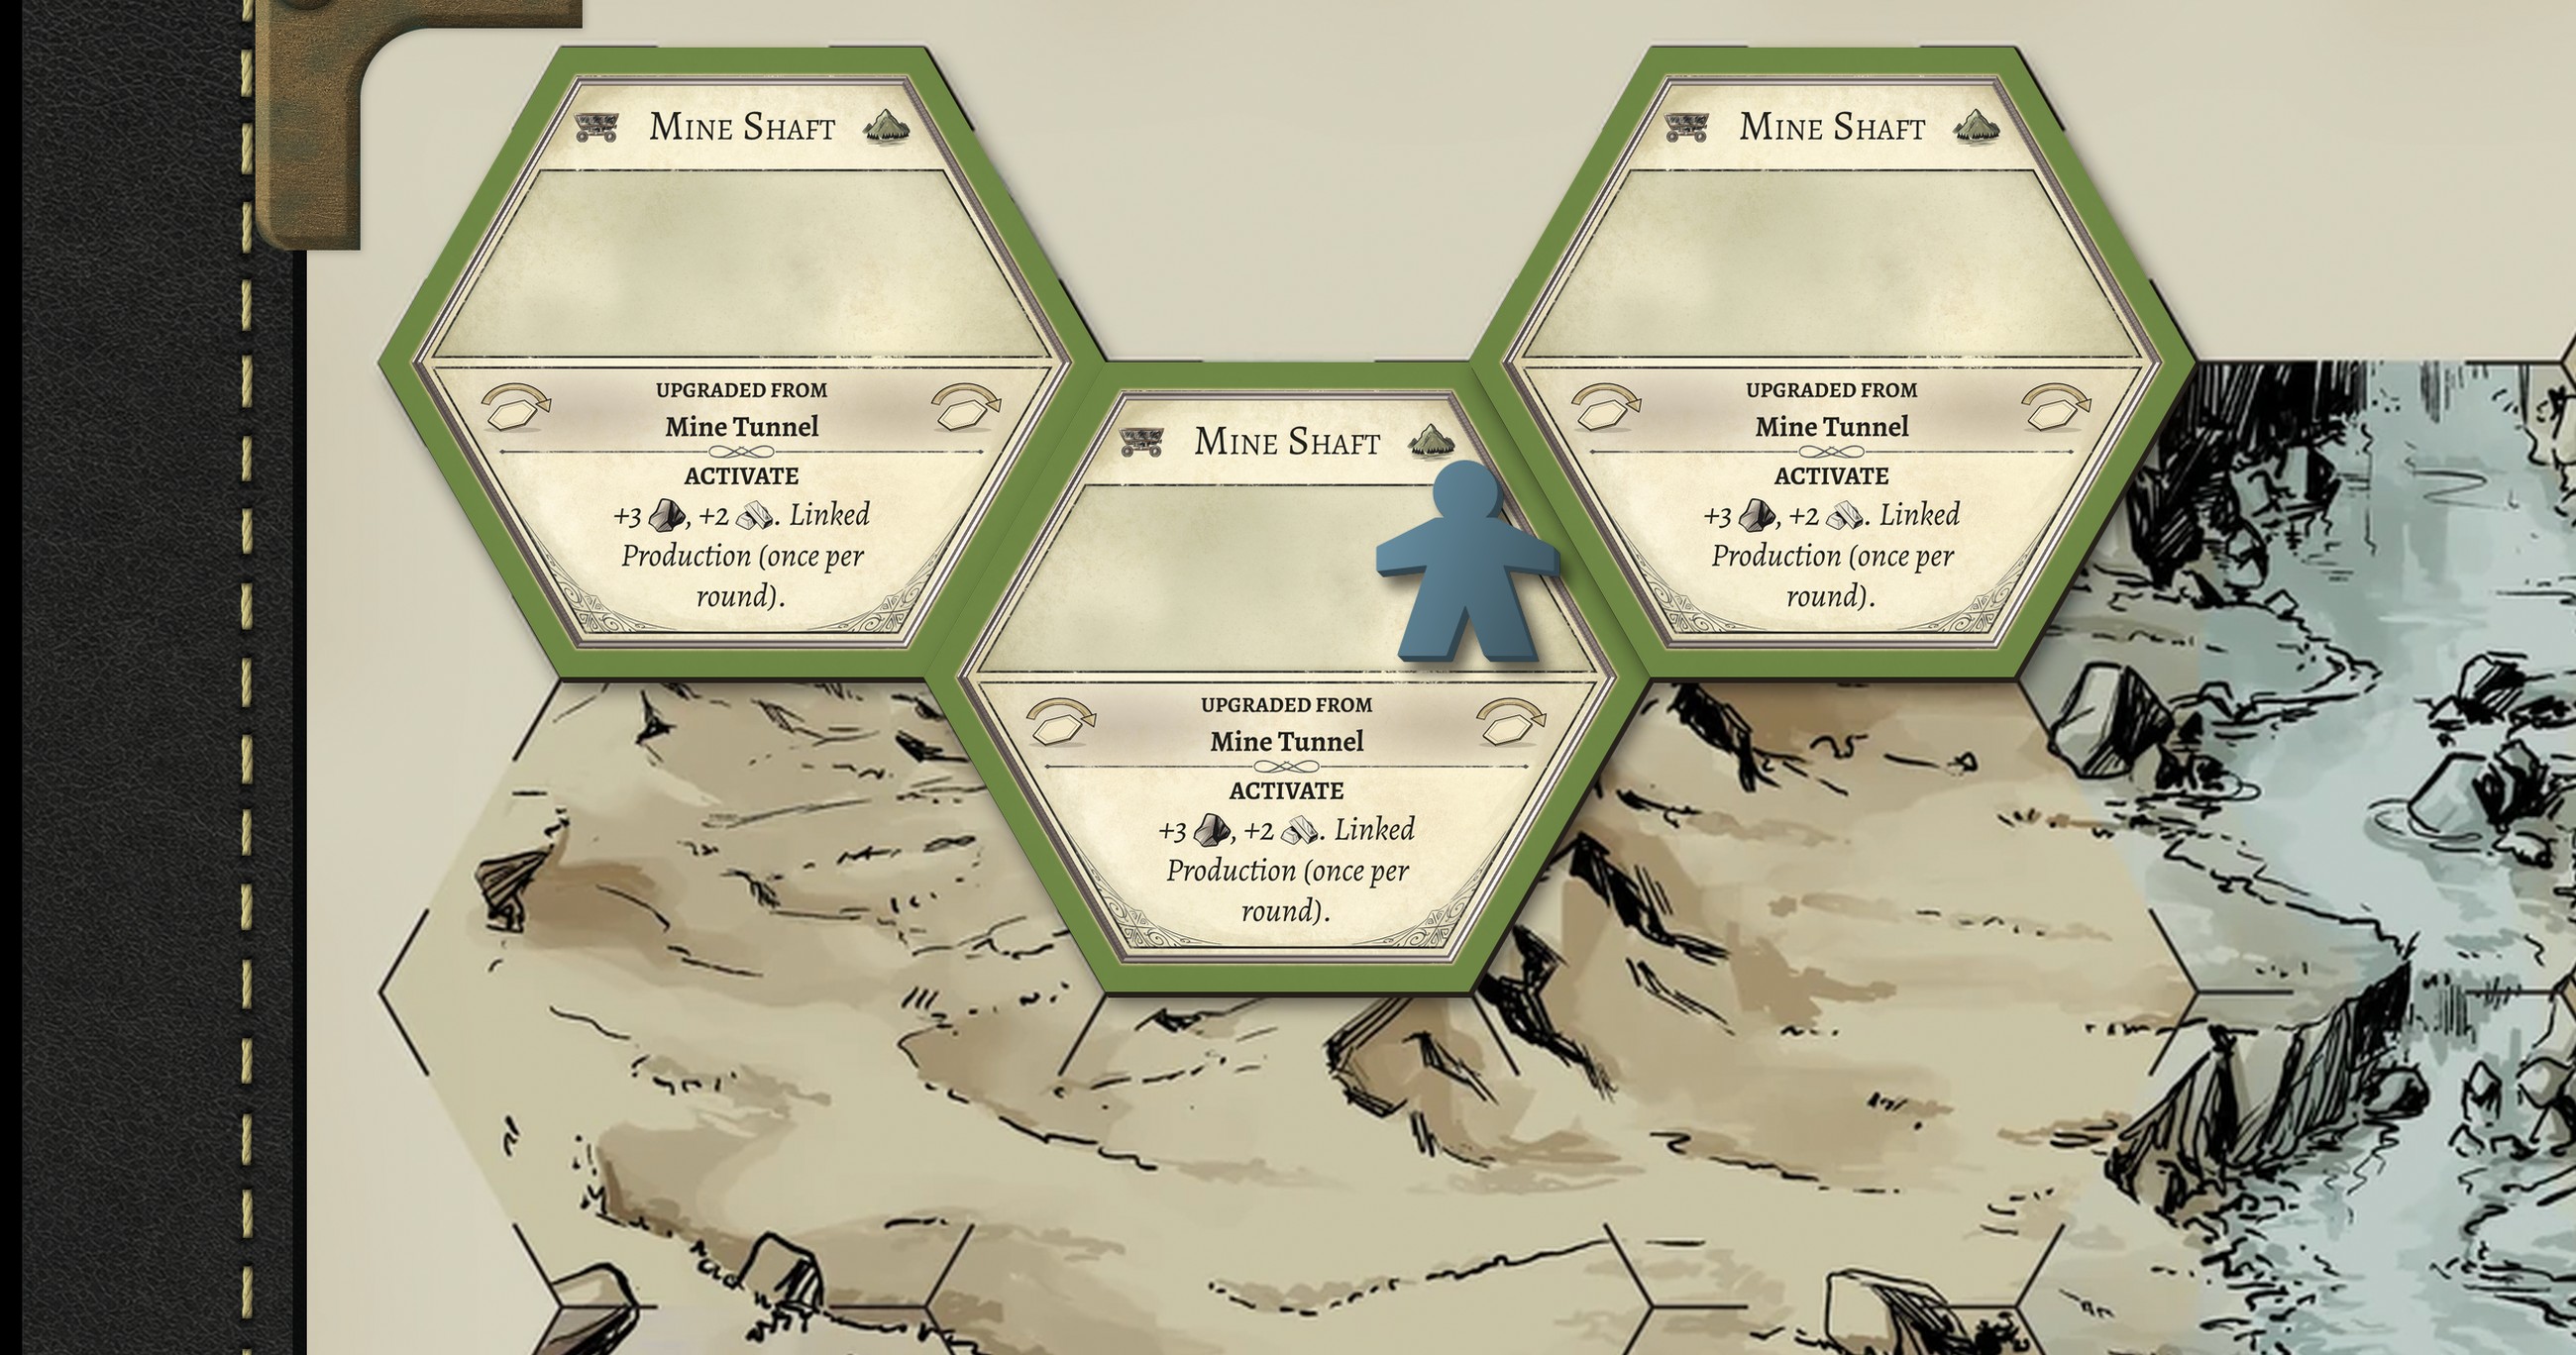 Mine Shaft
UPGRADED FROM
Mine Tunnel
ACTIVATE
+3 , +2 . Linked
Production (once per
round).
Mine Shaft
UPGRADED FROM
Mine Tunnel
ACTIVATE
+3 , +2 . Linked
Production (once per
round).
Mine Shaft
UPGRADED FROM
Mine Tunnel
ACTIVATE
+3 , +2 . Linked
Production (once per
round).